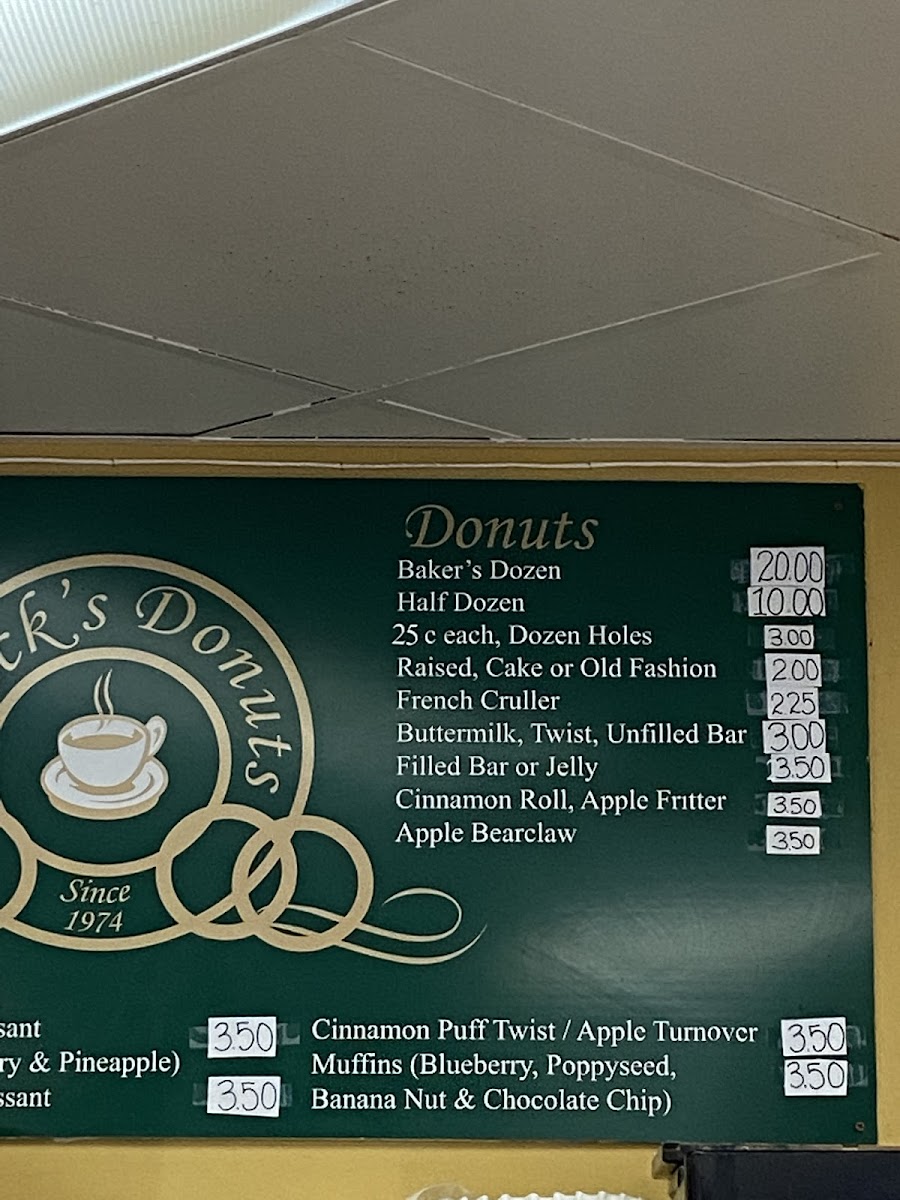 Donuts
Baker's Dozen 20.00
Half Dozen 10.00
25 c each, Dozen Holes 3.00
Raised, Cake or Old Fashion 2.00
French Cruller 2.25
Buttermilk, Twist, Unfilled Bar 3.00
Filled Bar or Jelly 3.50
Cinnamon Roll, Apple Fritter 3.50
Apple Bearclaw 3.50
Donuts
Since
1974
3.50
& Pineapple)
3.50
Cinnamon Puff Twist / Apple Turnover 3.50
Muffins (Blueberry, Poppyseed, 3.50
Banana Nut & Chocolate Chip)